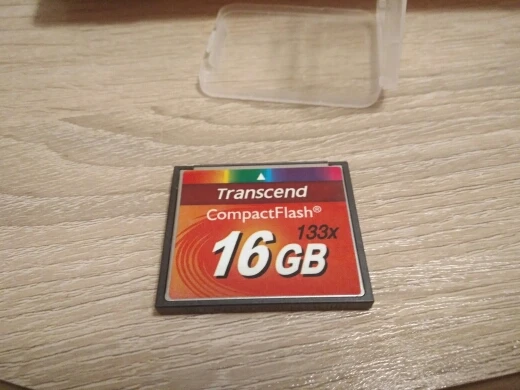 Transcend
CompactFlash®
133x
16GB